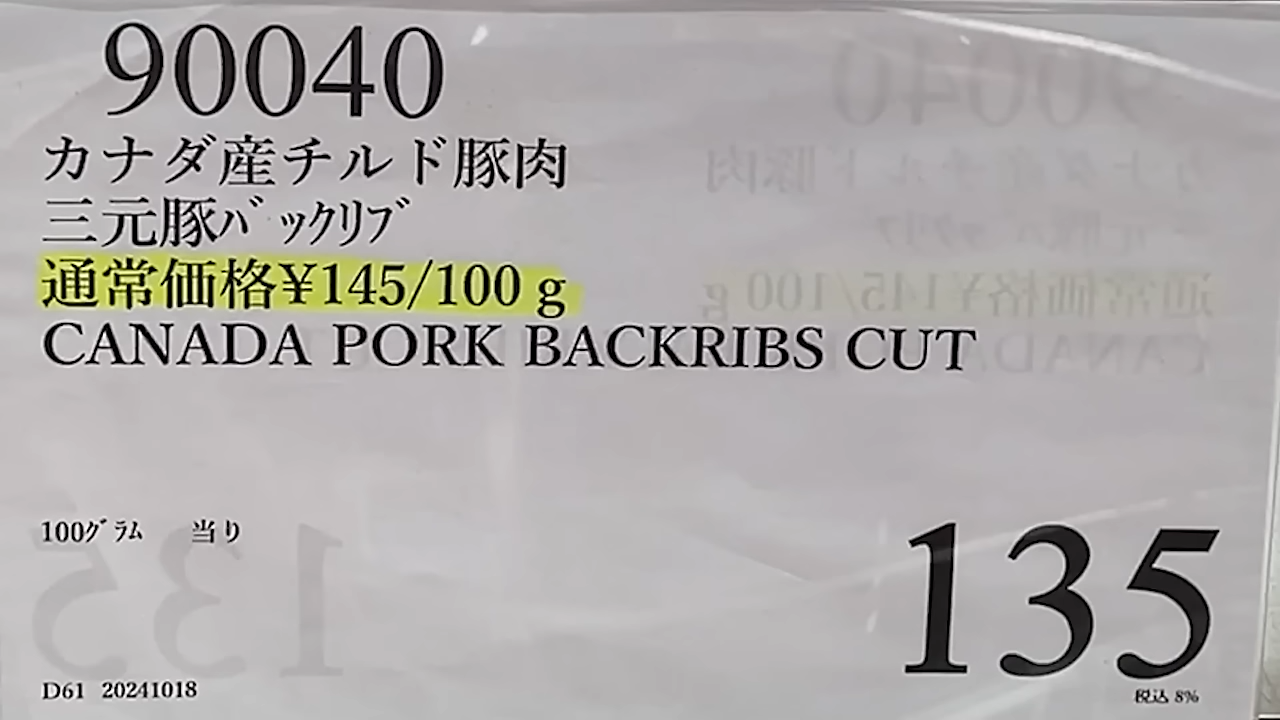 90040
カナダ産チルド豚肉
三元豚ﾊﾞｯｸﾘﾌﾞ
通常価格¥145/100 g
CANADA PORK BACKRIBS CUT
100ｸﾞﾗﾑ 当り
135
税込 8%
D61 20241018